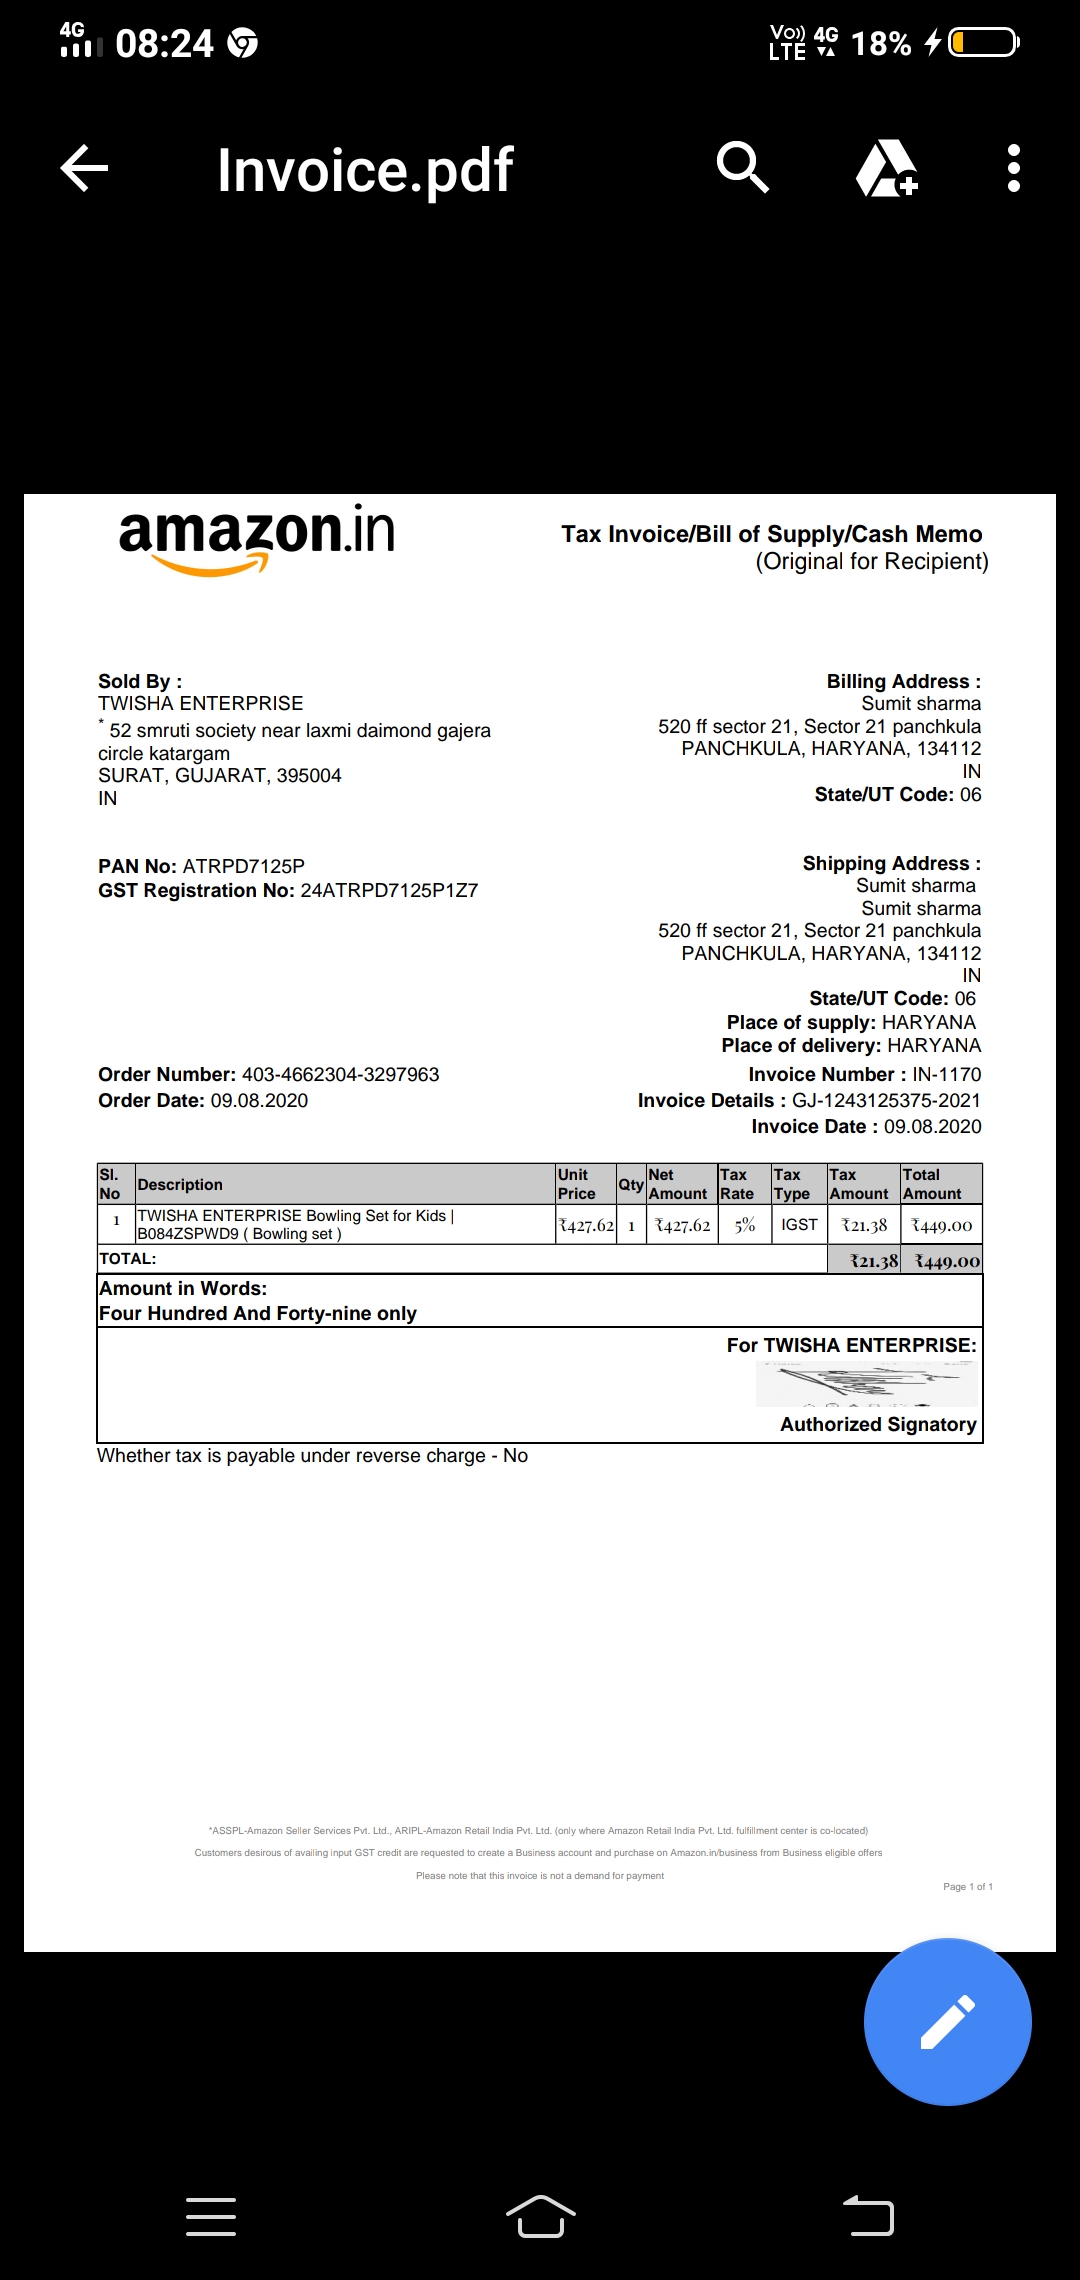 4G 08:24 Vo)) LTE 4G 18%
Invoice.pdf
amazon.in
Tax Invoice/Bill of Supply/Cash Memo
(Original for Recipient)
Sold By :
TWISHA ENTERPRISE
* 52 smruti society near laxmi daimond gajera
circle katargam
SURAT, GUJARAT, 395004
IN
Billing Address :
Sumit sharma
520 ff sector 21, Sector 21 panchkula
PANCHKULA, HARYANA, 134112
IN
State/UT Code: 06
PAN No: ATRPD7125P
GST Registration No: 24ATRPD7125P1Z7
Shipping Address :
Sumit sharma
Sumit sharma
520 ff sector 21, Sector 21 panchkula
PANCHKULA, HARYANA, 134112
IN
State/UT Code: 06
Place of supply: HARYANA
Place of delivery: HARYANA
Order Number: 403-4662304-3297963
Order Date: 09.08.2020
Invoice Number : IN-1170
Invoice Details : GJ-1243125375-2021
Invoice Date : 09.08.2020
Sl. No Description Unit Price Qty Net Amount Tax Rate Tax Type Tax Amount Total Amount
1 TWISHA ENTERPRISE Bowling Set for Kids | ₹427.62 1 ₹427.62 5% IGST ₹21.38 ₹449.00
B084ZSPWD9 ( Bowling set )
TOTAL: ₹21.38 ₹449.00
Amount in Words:
Four Hundred And Forty-nine only
For TWISHA ENTERPRISE:
Authorized Signatory
Whether tax is payable under reverse charge - No
*ASSPL-Amazon Seller Services Pvt. Ltd., ARIPL-Amazon Retail India Pvt. Ltd. (only where Amazon Retail India Pvt. Ltd. fulfillment center is co-located)
Customers desirous of availing input GST credit are requested to create a Business account and purchase on Amazon.in/business from Business eligible offers
Please note that this invoice is not a demand for payment
Page 1 of 1